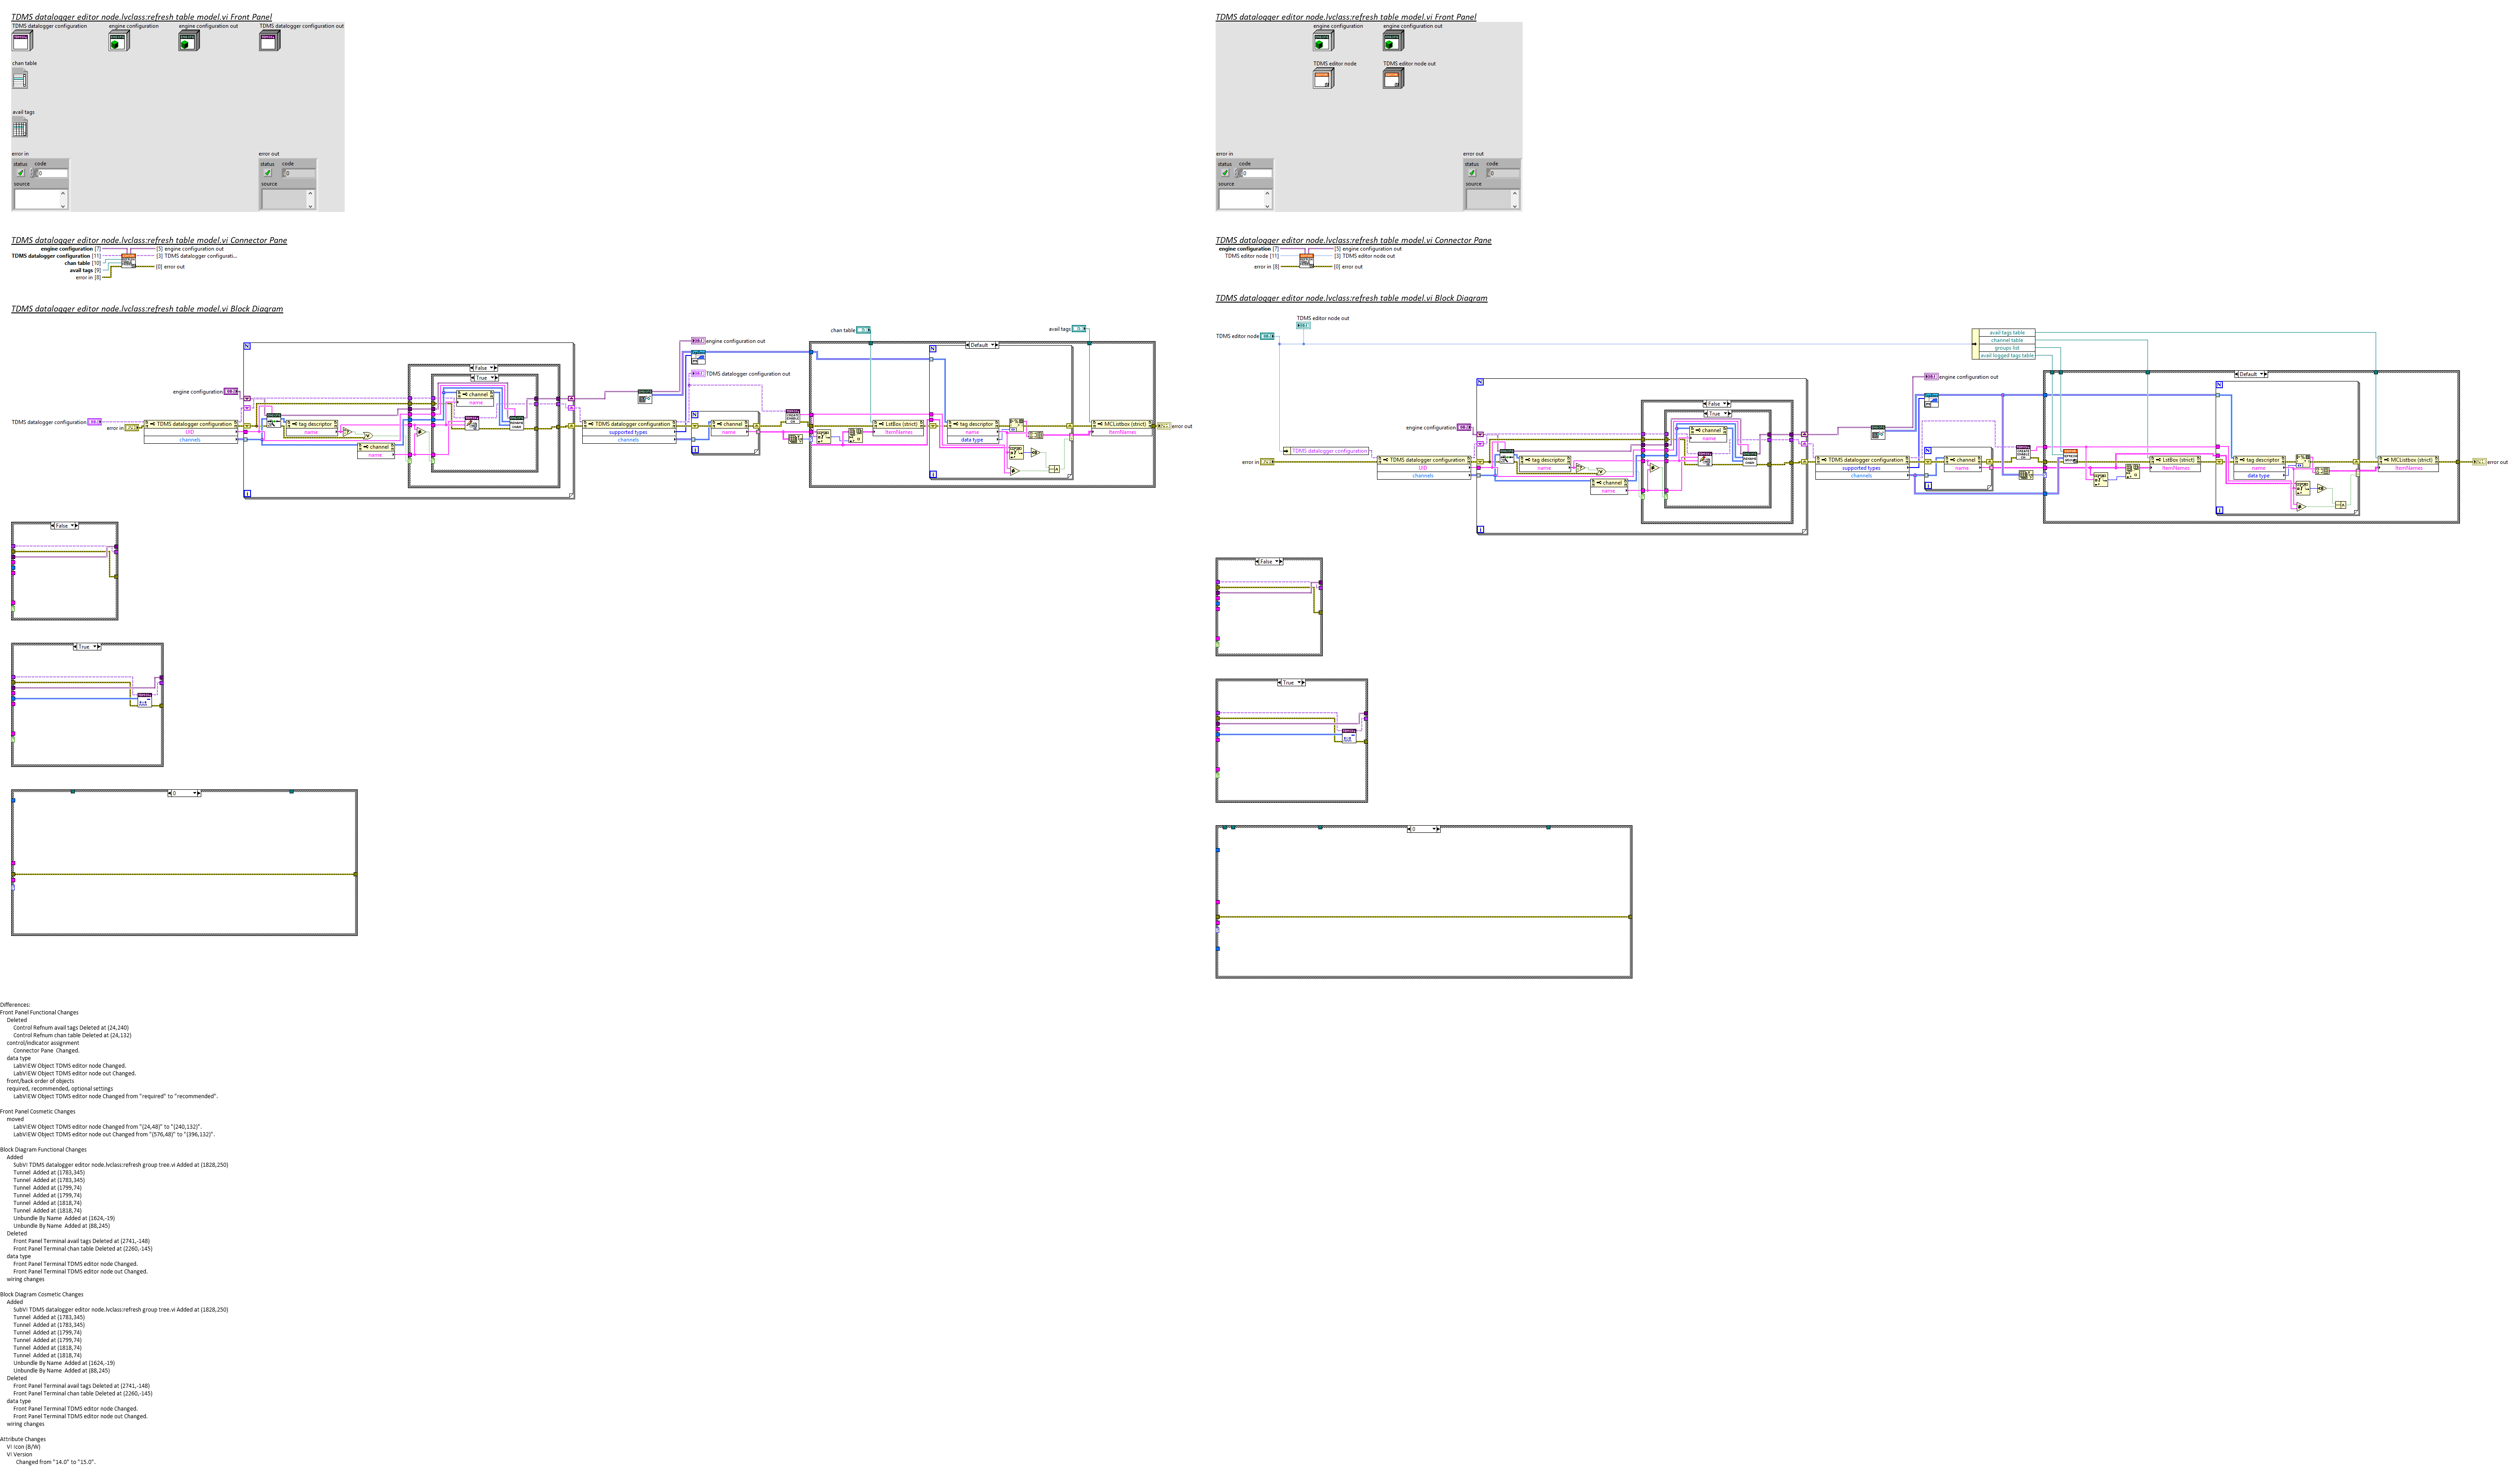 TDMS datalogger editor node.lvclass:refresh table model.vi Front Panel
TDMS datalogger configuration
engine configuration
engine configuration out
TDMS datalogger configuration out
chan table
avail tags
error in
status
code
0
source
error out
status
code
0
source
TDMS datalogger editor node.lvclass:refresh table model.vi Connector Pane
engine configuration [7]
[5] engine configuration out
TDMS datalogger configuration [11]
[3] TDMS datalogger configurati...
chan table [10]
avail tags [9]
[0] error out
error in [8]
TDMS datalogger editor node.lvclass:refresh table model.vi Block Diagram
chan table
avail tags
engine configuration out
Default
TDMS datalogger configuration out
False
True
engine configuration
channel
name
TDMS datalogger configuration
error in
TDMS datalogger configuration
UID
channels
tag descriptor
name
channel
name
TDMS datalogger configuration
supported types
channels
channel
name
LstBox (strict)
ItemNames
tag descriptor
name
data type
MCListbox (strict)
ItemNames
error out
False
True
0
TDMS datalogger editor node.lvclass:refresh table model.vi Front Panel
engine configuration
engine configuration out
TDMS editor node
TDMS editor node out
error in
status
code
0
source
error out
status
code
0
source
TDMS datalogger editor node.lvclass:refresh table model.vi Connector Pane
engine configuration [7]
[5] engine configuration out
TDMS editor node [11]
[3] TDMS editor node out
error in [8]
[0] error out
TDMS datalogger editor node.lvclass:refresh table model.vi Block Diagram
TDMS editor node out
TDMS editor node
avail tags table
channel table
groups list
avail logged tags table
engine configuration out
Default
False
True
engine configuration
channel
name
TDMS datalogger configuration
error in
TDMS datalogger configuration
UID
channels
tag descriptor
name
channel
name
TDMS datalogger configuration
supported types
channels
channel
name
LstBox (strict)
ItemNames
tag descriptor
name
data type
MCListbox (strict)
ItemNames
error out
False
True
0
Differences:
Front Panel Functional Changes
Deleted
Control Refnum avail tags Deleted at (24,240)
Control Refnum chan table Deleted at (24,132)
control/indicator assignment
Connector Pane Changed.
data type
LabVIEW Object TDMS editor node Changed.
LabVIEW Object TDMS editor node out Changed.
front/back order of objects
required, recommended, optional settings
LabVIEW Object TDMS editor node Changed from "required" to "recommended".
Front Panel Cosmetic Changes
moved
LabVIEW Object TDMS editor node Changed from "(24,48)" to "(240,132)".
LabVIEW Object TDMS editor node out Changed from "(576,48)" to "(396,132)".
Block Diagram Functional Changes
Added
SubVI TDMS datalogger editor node.lvclass:refresh group tree.vi Added at (1828,250)
Tunnel Added at (1783,345)
Tunnel Added at (1783,345)
Tunnel Added at (1799,74)
Tunnel Added at (1799,74)
Tunnel Added at (1818,74)
Tunnel Added at (1818,74)
Unbundle By Name Added at (1624,-19)
Unbundle By Name Added at (88,245)
Deleted
Front Panel Terminal avail tags Deleted at (2741,-148)
Front Panel Terminal chan table Deleted at (2260,-145)
data type
Front Panel Terminal TDMS editor node Changed.
Front Panel Terminal TDMS editor node out Changed.
wiring changes
Block Diagram Cosmetic Changes
Added
SubVI TDMS datalogger editor node.lvclass:refresh group tree.vi Added at (1828,250)
Tunnel Added at (1783,345)
Tunnel Added at (1783,345)
Tunnel Added at (1799,74)
Tunnel Added at (1799,74)
Tunnel Added at (1818,74)
Tunnel Added at (1818,74)
Unbundle By Name Added at (1624,-19)
Unbundle By Name Added at (88,245)
Deleted
Front Panel Terminal avail tags Deleted at (2741,-148)
Front Panel Terminal chan table Deleted at (2260,-145)
data type
Front Panel Terminal TDMS editor node Changed.
Front Panel Terminal TDMS editor node out Changed.
wiring changes
Attribute Changes
VI Icon (B/W)
VI Version
Changed from "14.0" to "15.0".